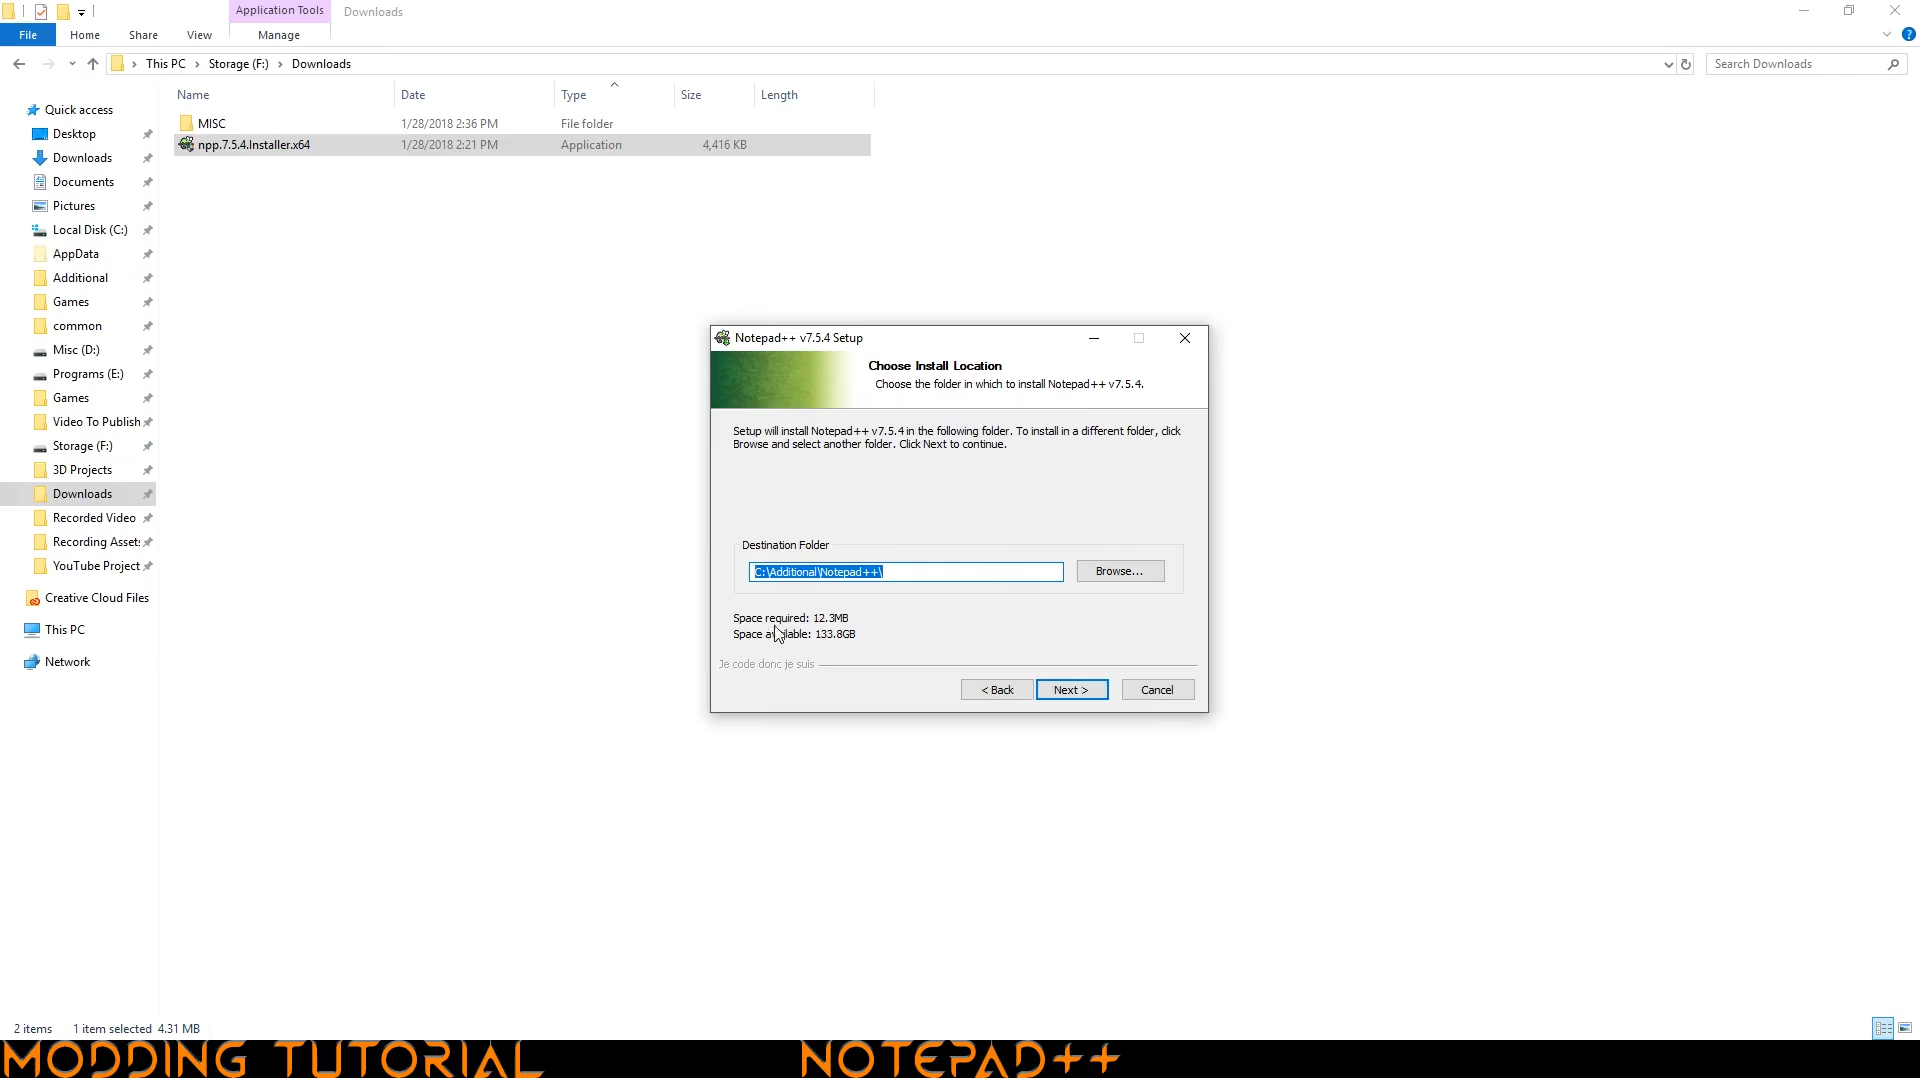 Application Tools
Downloads
File
Home
Share
View
Manage
This PC
Storage (F:)
Downloads
Search Downloads
Name
Date
Type
Size
Length
Quick access
Desktop
Downloads
Documents
Pictures
Local Disk (C:)
AppData
Additional
Games
common
Misc (D:)
Programs (E:)
Games
Video To Publish
Storage (F:)
3D Projects
Downloads
Recorded Video
Recording Assets
YouTube Project
Creative Cloud Files
This PC
Network
MISC 1/28/2018 2:36 PM File folder
npp.7.5.4.Installer.x64 1/28/2018 2:21 PM Application 4,416 KB
Notepad++ v7.5.4 Setup
Choose Install Location
Choose the folder in which to install Notepad++ v7.5.4.
Setup will install Notepad++ v7.5.4 in the following folder. To install in a different folder, click
Browse and select another folder. Click Next to continue.
Destination Folder
C:\Additional\Notepad++\
Browse...
Space required: 12.3MB
Space available: 133.8GB
Je code donc je suis
< Back
Next >
Cancel
2 items 1 item selected 4.31 MB
MODDING TUTORIAL
NOTEPAD++